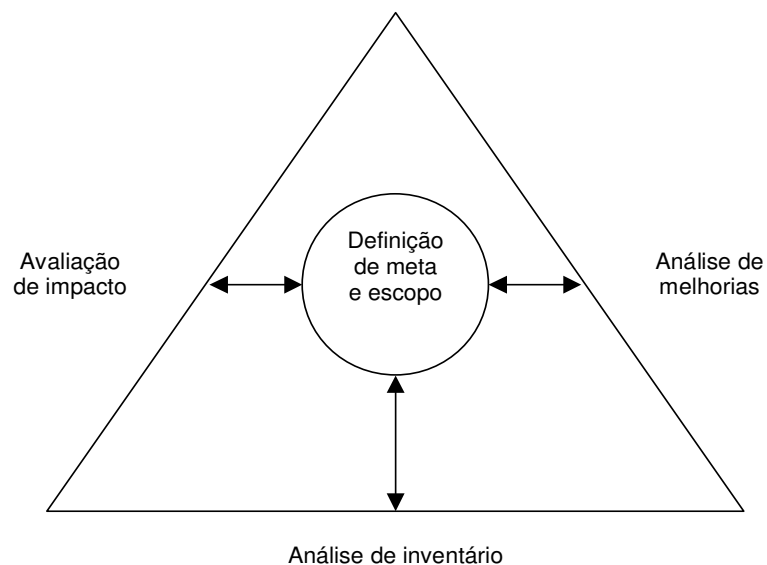 Definição
de meta
e escopo
Avaliação
de impacto
Análise de
melhorias
Análise de inventário